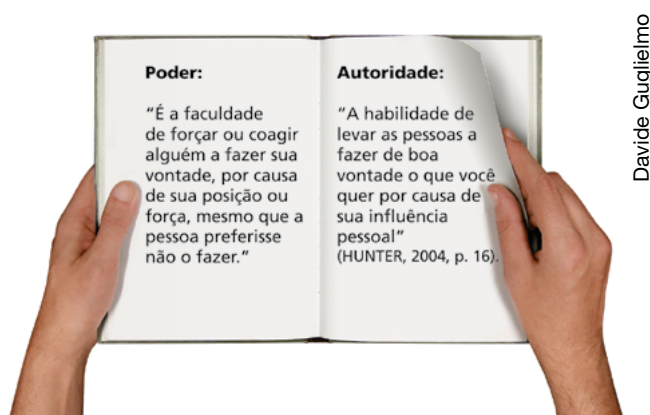 Poder:
“É a faculdade
de forçar ou coagir
alguém a fazer sua
vontade, por causa
de sua posição ou
força, mesmo que a
pessoa preferisse
não o fazer.”
Autoridade:
“A habilidade de
levar as pessoas a
fazer de boa
vontade o que você
quer por causa de
sua influência
pessoal”
(HUNTER, 2004, p. 16).
Davide Guglielmo